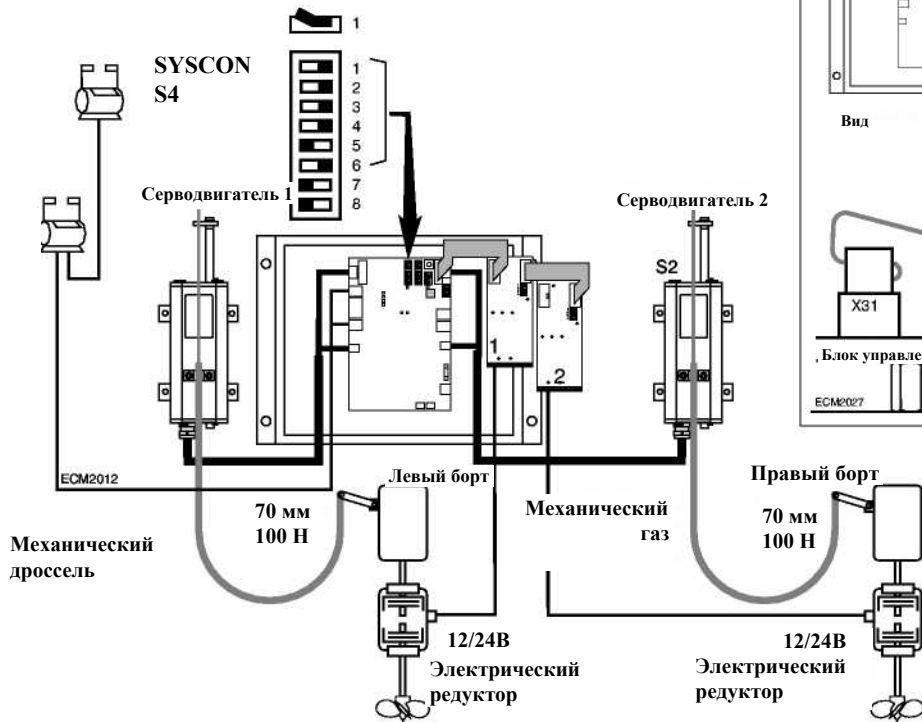 1
SYSCON
S4
1
2
3
4
5
6
7
8
Вид
Серводвигатель 1
Серводвигатель 2
S2
X31
1
2
, Блок управле
ECM2027
ECM2012
Левый борт
Правый борт
70 мм
100 Н
Механический
газ
70 мм
100 Н
Механический
дроссель
12/24В
Электрический
редуктор
12/24В
Электрический
редуктор